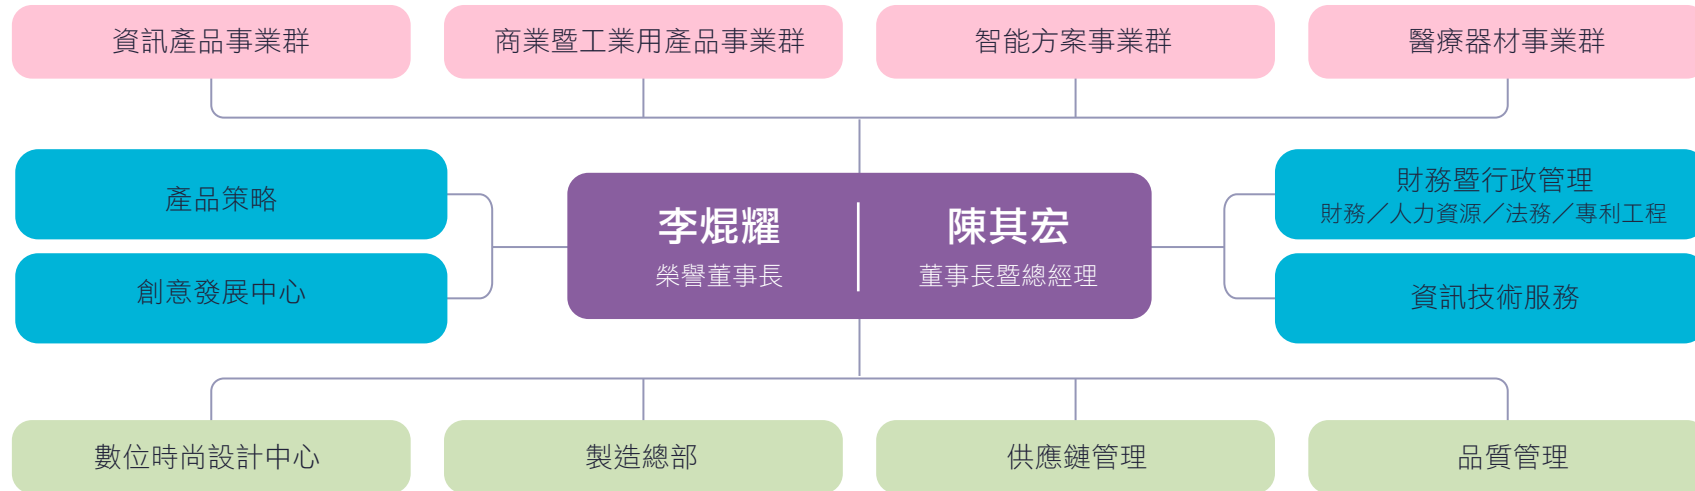 資訊產品事業群
商業暨工業用產品事業群
智能方案事業群
醫療器材事業群
產品策略
創意發展中心
李焜耀
榮譽董事長
陳其宏
董事長暨總經理
財務暨行政管理
財務／人力資源／法務／專利工程
資訊技術服務
數位時尚設計中心
製造總部
供應鏈管理
品質管理